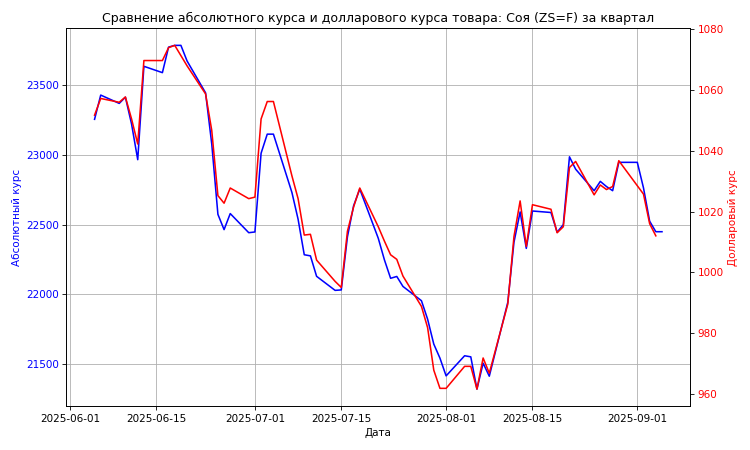 Сравнение абсолютного курса и долларового курса товара: Соя (ZS=F) за квартал
1080
23500
1060
23000
1040
22500
1020
22000
1000
21500
980
960
Абсолютный курс
Долларовый курс
2025-06-01 2025-06-15 2025-07-01 2025-07-15 2025-08-01 2025-08-15 2025-09-01
Дата